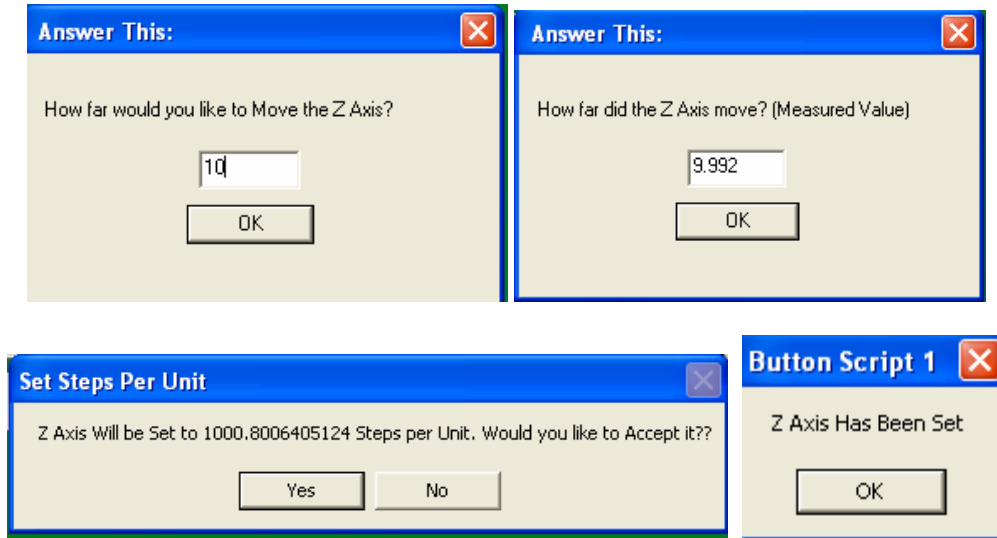 Answer This:
How far would you like to Move the Z Axis?
10
OK
Answer This:
How far did the Z Axis move? (Measured Value)
9.992
OK
Set Steps Per Unit
Z Axis Will be Set to 1000.8006405124 Steps per Unit. Would you like to Accept it??
Yes
No
Button Script 1
Z Axis Has Been Set
OK